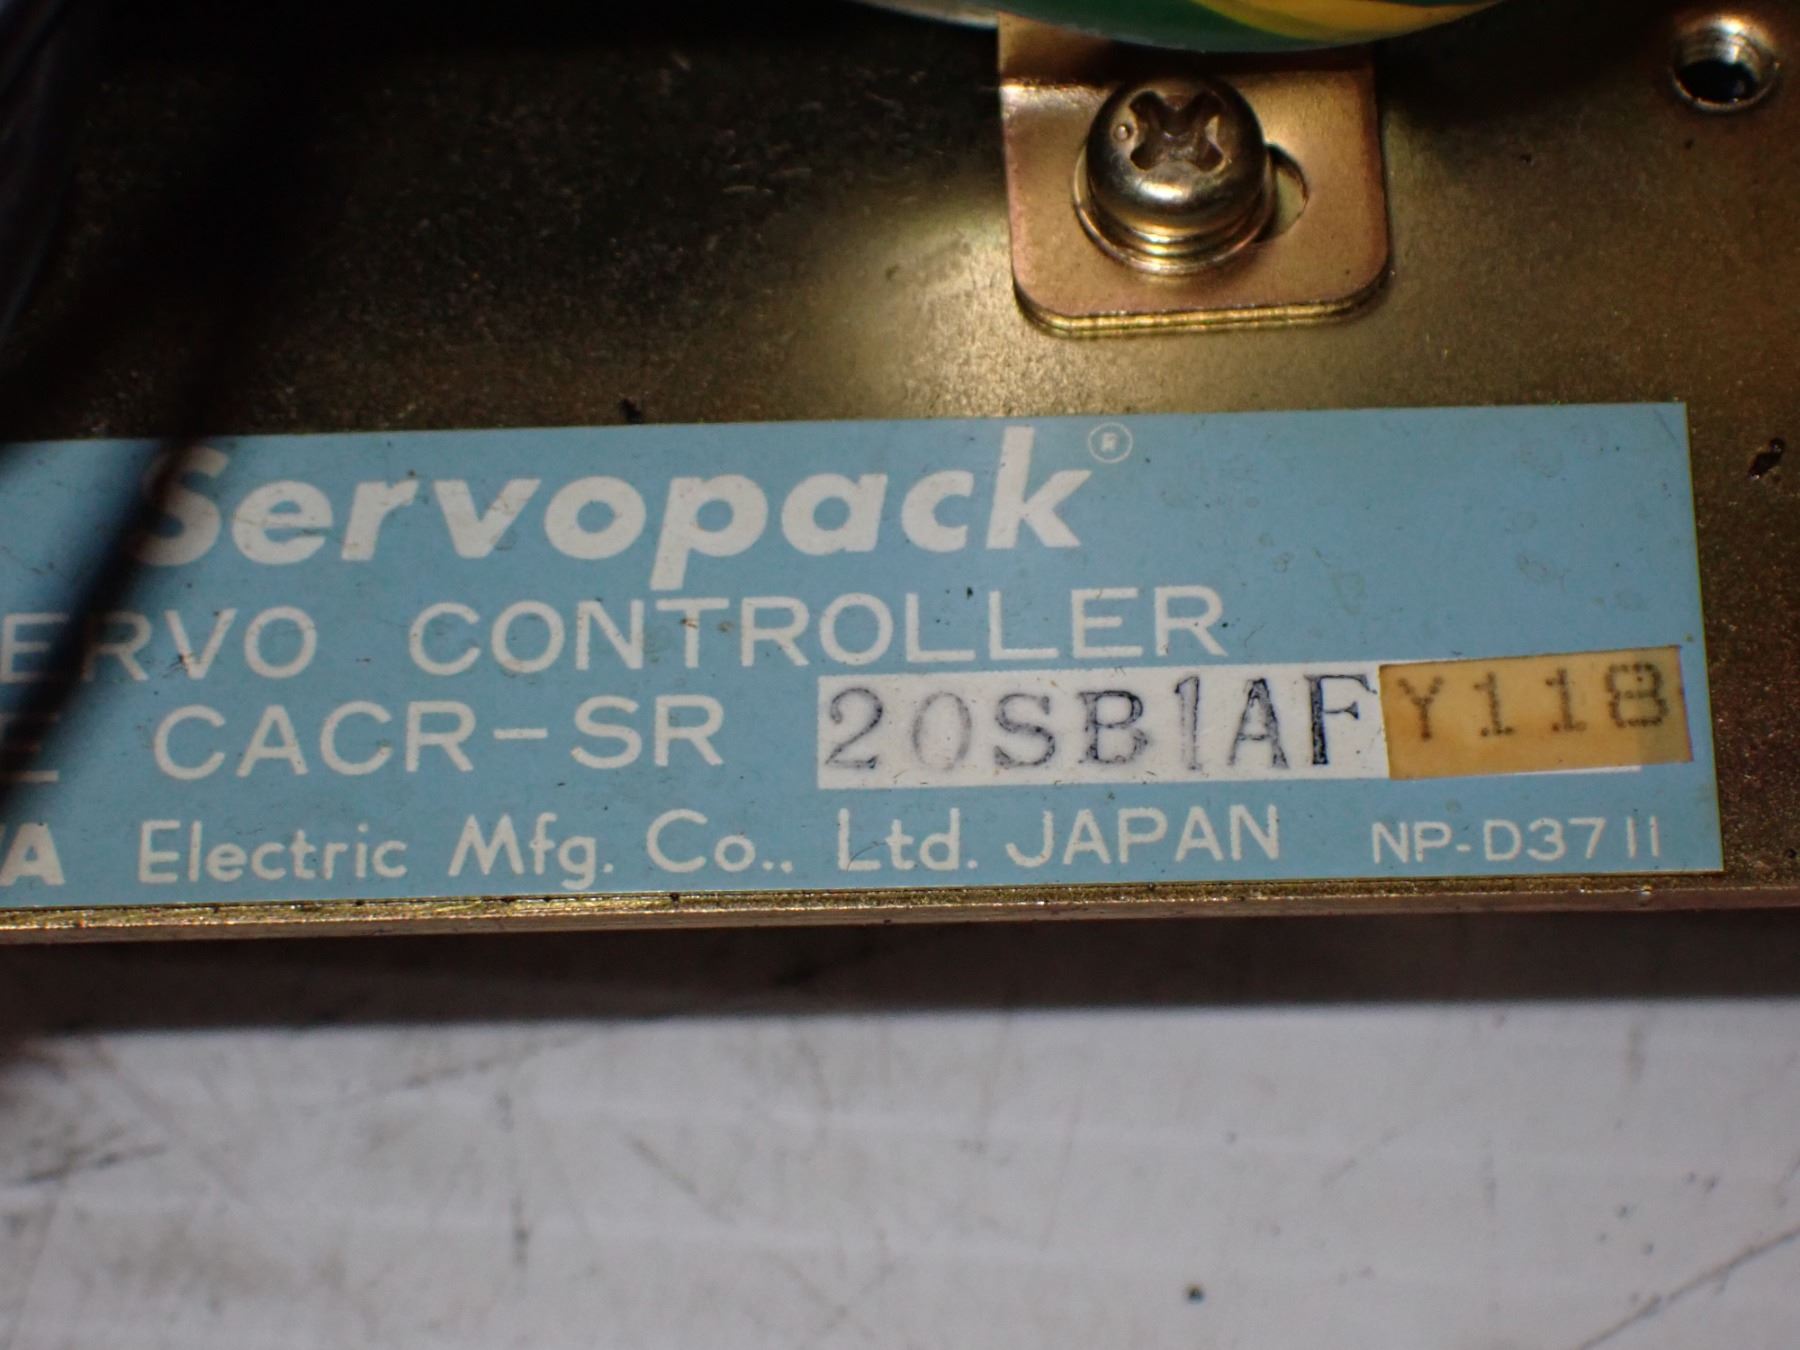 Servopack®
ERVO CONTROLLER
E CACR-SR 20SB1AF Y118
A Electric Mfg. Co., Ltd. JAPAN NP-D3711